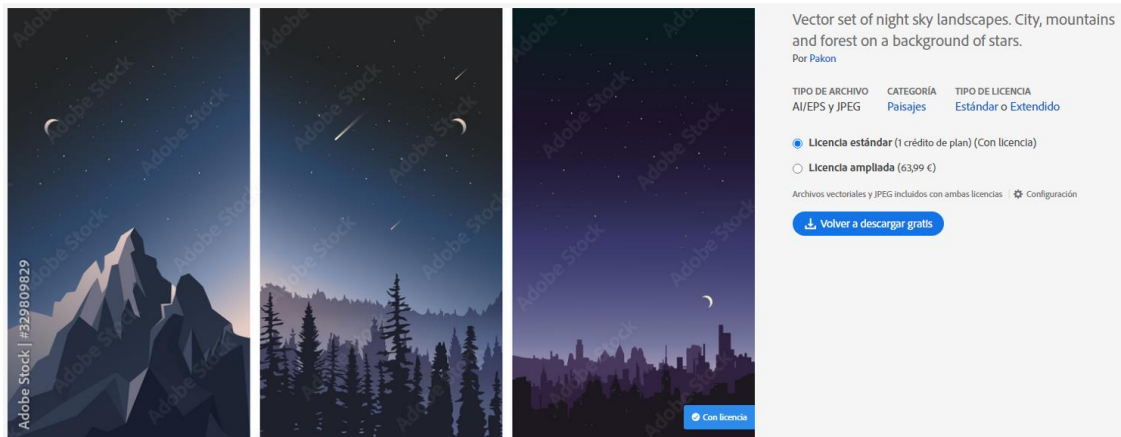 Adobe Stock | #329809829
Adobe Stock
Con licencia
Vector set of night sky landscapes. City, mountains
and forest on a background of stars.
Por Pakon
TIPO DE ARCHIVO CATEGORÍA TIPO DE LICENCIA
AI/EPS y JPEG Paisajes Estándar o Extendido
Licencia estándar (1 crédito de plan) (Con licencia)
Licencia ampliada (63,99 €)
Archivos vectoriales y JPEG incluidos con ambas licencias Configuración
Volver a descargar gratis